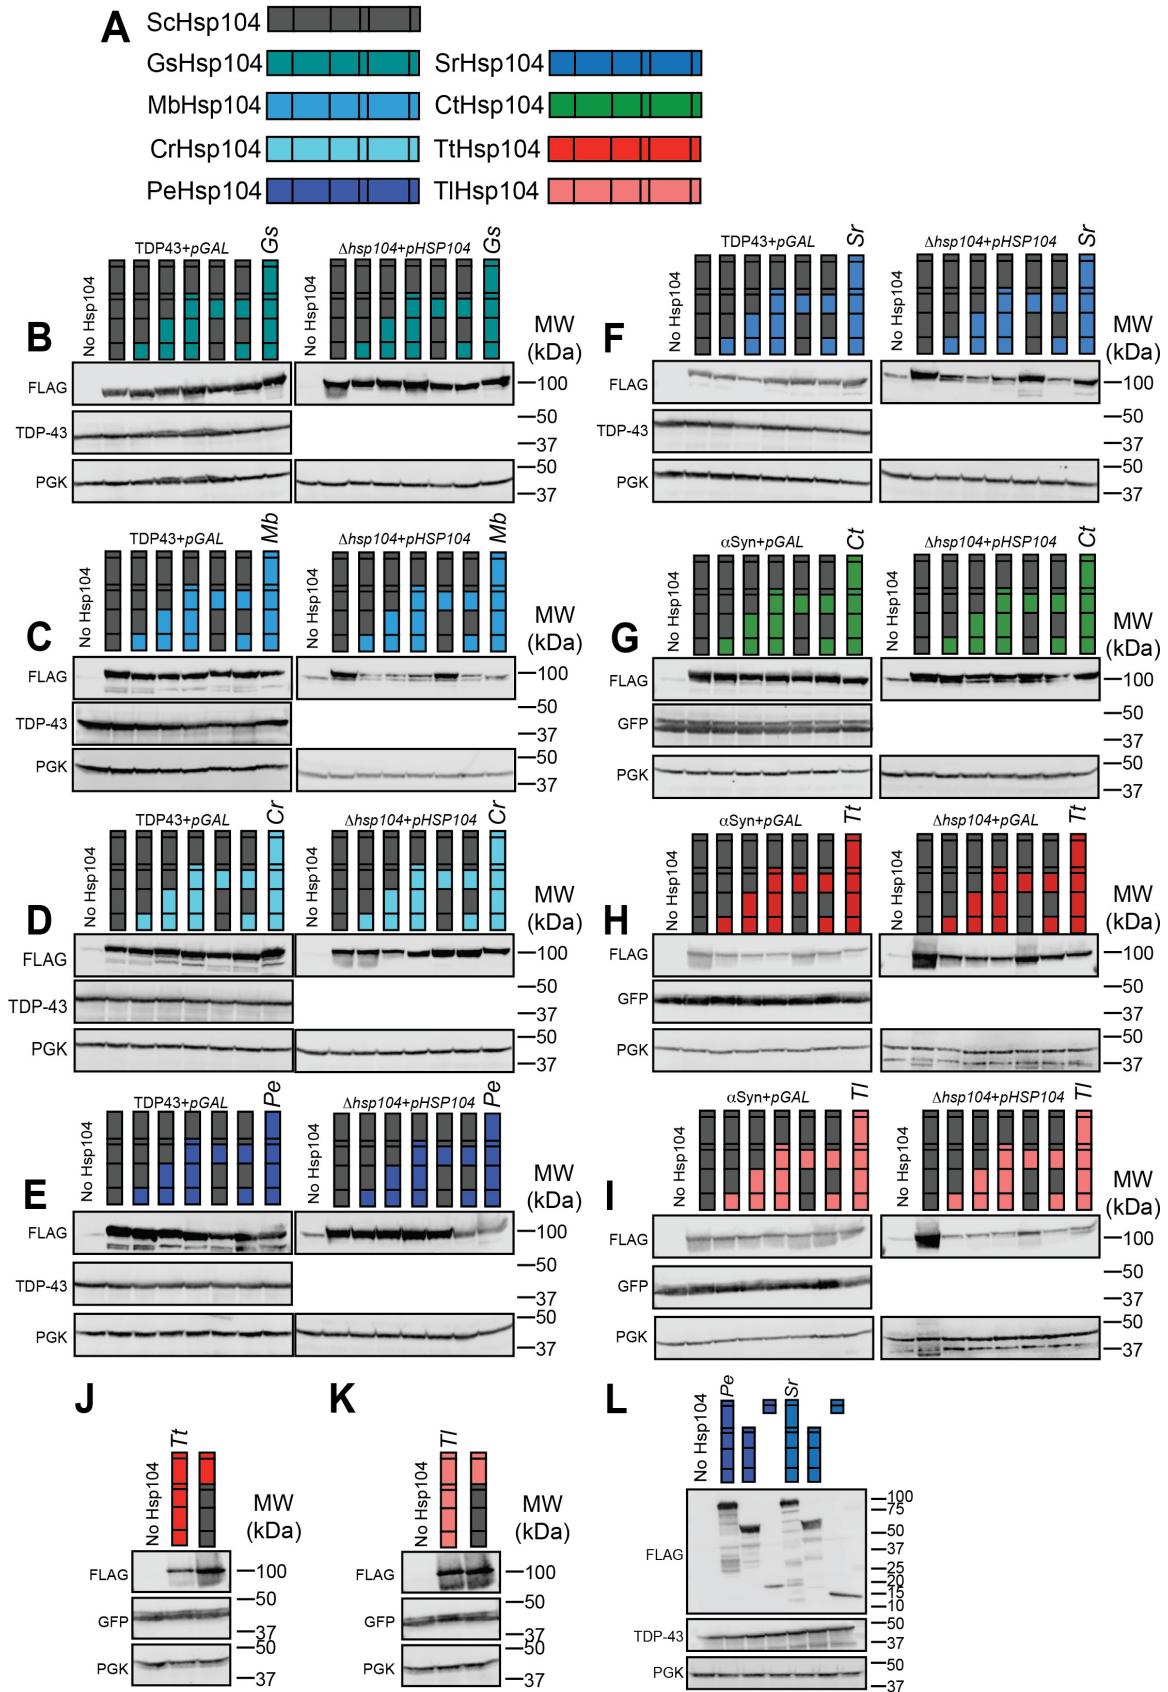 A
ScHsp104
GsHsp104
SrHsp104
MbHsp104
CtHsp104
CrHsp104
TtHsp104
PeHsp104
TlHsp104
B
No Hsp104
TDP43+pGAL
Gs
No Hsp104
Δhsp104+pHSP104
Gs
MW
(kDa)
FLAG
100
TDP-43
50
37
PGK
50
37
F
No Hsp104
TDP43+pGAL
Sr
No Hsp104
Δhsp104+pHSP104
Sr
MW
(kDa)
FLAG
100
TDP-43
50
37
PGK
50
37
C
No Hsp104
TDP43+pGAL
Mb
No Hsp104
Δhsp104+pHSP104
Mb
MW
(kDa)
FLAG
100
TDP-43
50
37
PGK
50
37
G
No Hsp104
αSyn+pGAL
Ct
No Hsp104
Δhsp104+pHSP104
Ct
MW
(kDa)
FLAG
100
GFP
50
37
PGK
50
37
D
No Hsp104
TDP43+pGAL
Cr
No Hsp104
Δhsp104+pHSP104
Cr
MW
(kDa)
FLAG
100
TDP-43
50
37
PGK
50
37
H
No Hsp104
αSyn+pGAL
Tt
No Hsp104
Δhsp104+pGAL
Tt
MW
(kDa)
FLAG
100
GFP
50
37
PGK
50
37
E
No Hsp104
TDP43+pGAL
Pe
No Hsp104
Δhsp104+pHSP104
Pe
MW
(kDa)
FLAG
100
TDP-43
50
37
PGK
50
37
I
No Hsp104
αSyn+pGAL
Tl
No Hsp104
Δhsp104+pHSP104
Tl
MW
(kDa)
FLAG
100
GFP
50
37
PGK
50
37
J
No Hsp104
Tt
MW
(kDa)
FLAG
100
GFP
50
37
PGK
50
37
K
No Hsp104
Tl
MW
(kDa)
FLAG
100
GFP
50
37
PGK
50
37
L
No Hsp104
Pe
Sr
FLAG
100
75
50
37
25
20
15
10
TDP-43
50
37
PGK
50
37